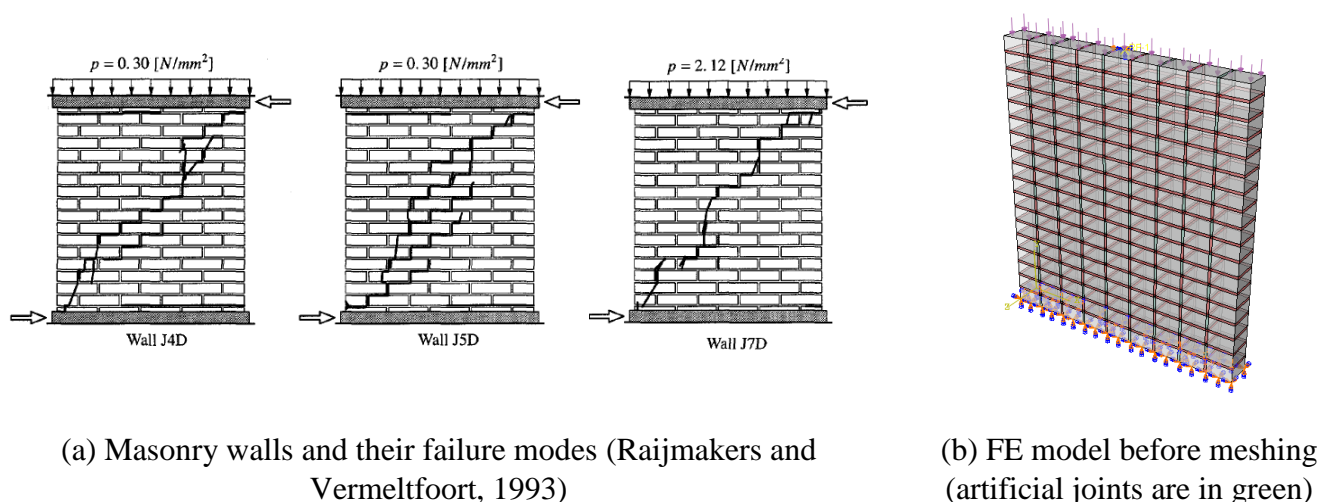 p = 0.30 [N/mm²]
p = 0.30 [N/mm²]
p = 2.12 [N/mm²]
Wall J4D
Wall J5D
Wall J7D
(a) Masonry walls and their failure modes (Raijmakers and
Vermeltfoort, 1993)
(b) FE model before meshing
(artificial joints are in green)